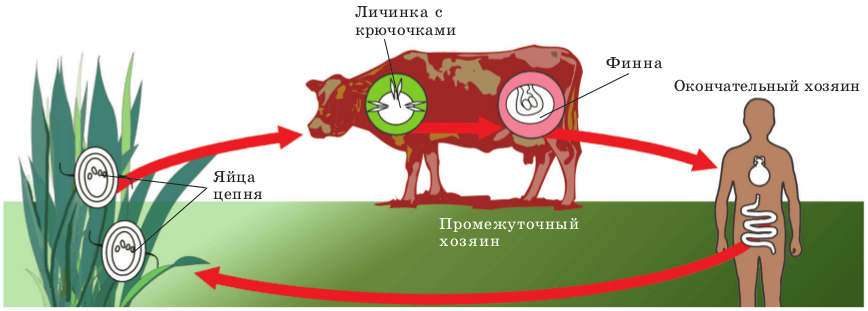 Личинка с
крючочками
Финна
Окончательный хозяин
Яйца
цепня
Промежуточный
хозяин